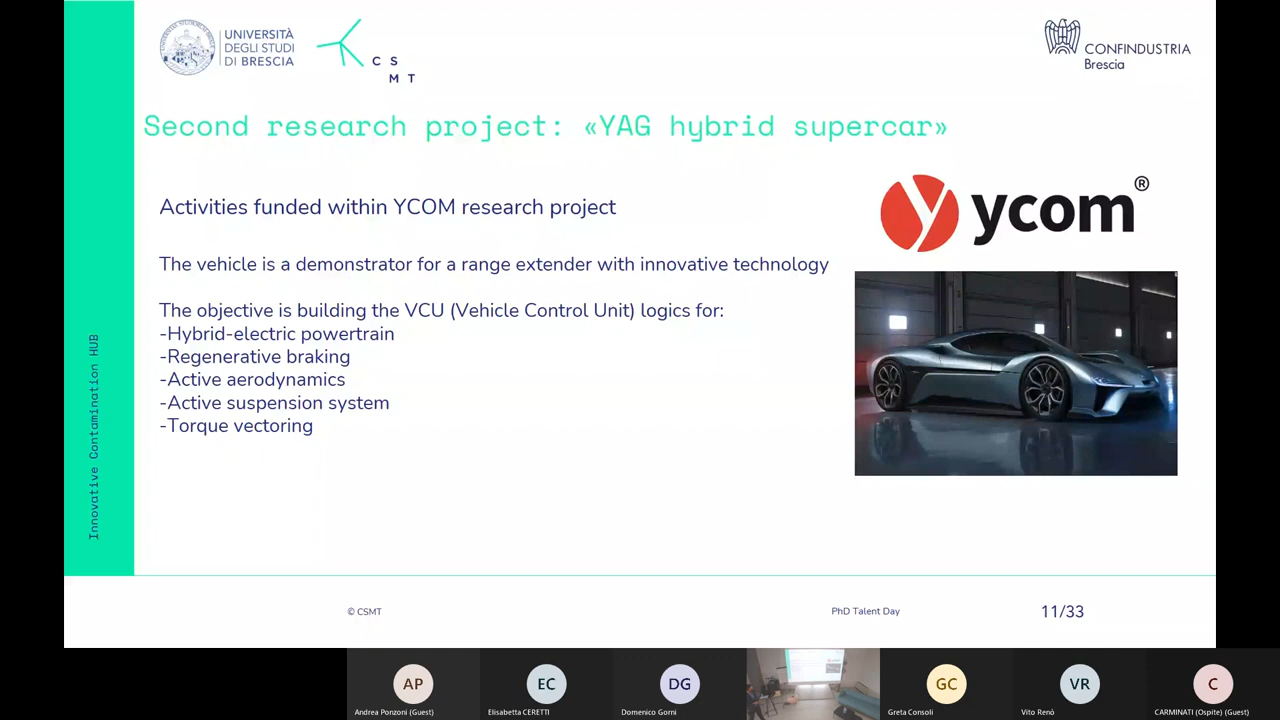 UNIVERSITÀ
DEGLI STUDI
DI BRESCIA
C S
M T
CONFINDUSTRIA
Brescia
Second research project: «YAG hybrid supercar»
Activities funded within YCOM research project
ycom®
The vehicle is a demonstrator for a range extender with innovative technology
The objective is building the VCU (Vehicle Control Unit) logics for:
-Hybrid-electric powertrain
-Regenerative braking
-Active aerodynamics
-Active suspension system
-Torque vectoring
Innovative Contamination HUB
© CSMT
PhD Talent Day
11/33
AP
EC
DG
GC
VR
C
Andrea Ponzoni (Guest)
Elisabetta CERETTI
Domenico Gorni
Greta Consoli
Vito Renò
CARMINATI (Ospite) (Guest)